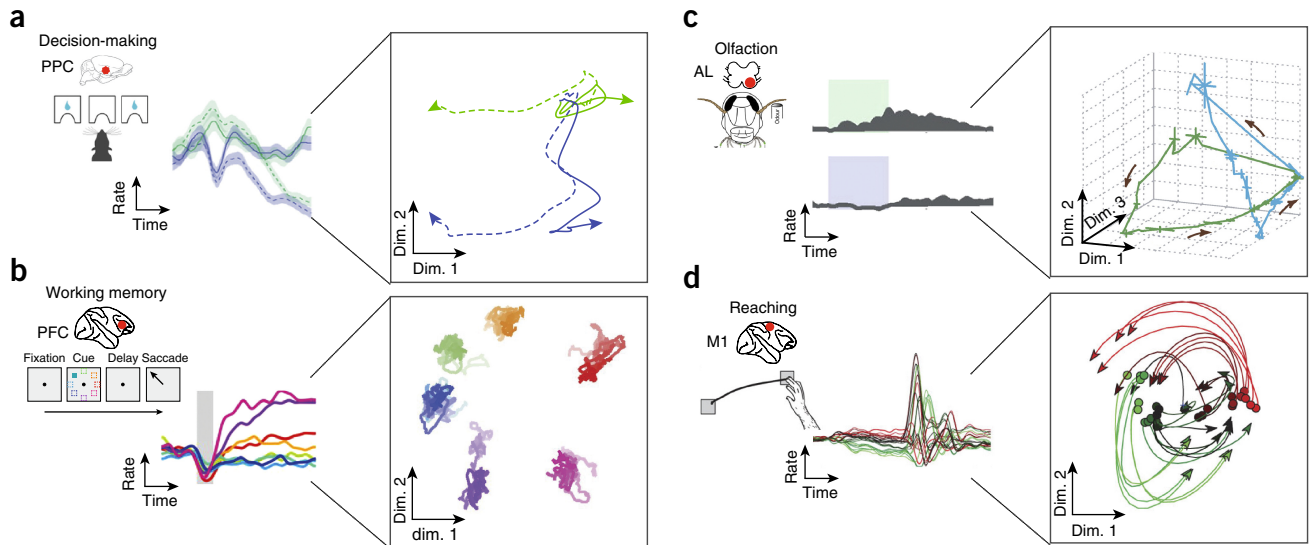 a
Decision-making
PPC
Rate
Time
Dim. 2
Dim. 1
b
Working memory
PFC
Fixation Cue Delay Saccade
Rate
Time
Dim. 2
dim. 1
c
Olfaction
AL
Odour
Rate
Time
Dim. 2
Dim. 3
Dim. 1
d
Reaching
M1
Rate
Time
Dim. 2
Dim. 1